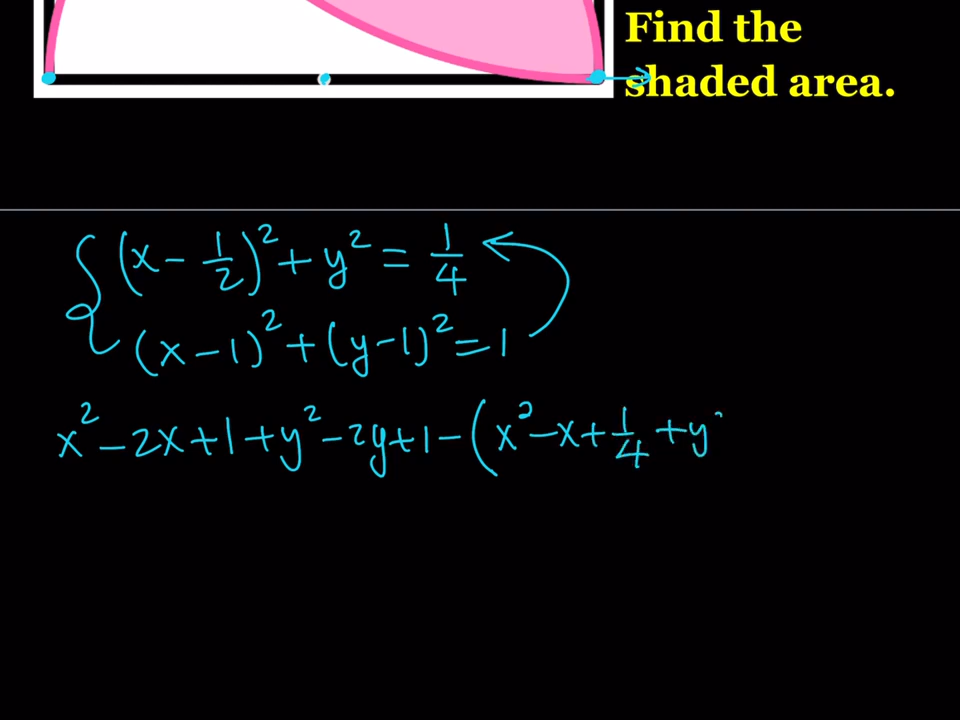 Find the
shaded area.
(x - 1/2)² + y² = 1/4
(x - 1)² + (y - 1)² = 1
x² - 2x + 1 + y² - 2y + 1 - (x² - x + 1/4 + y